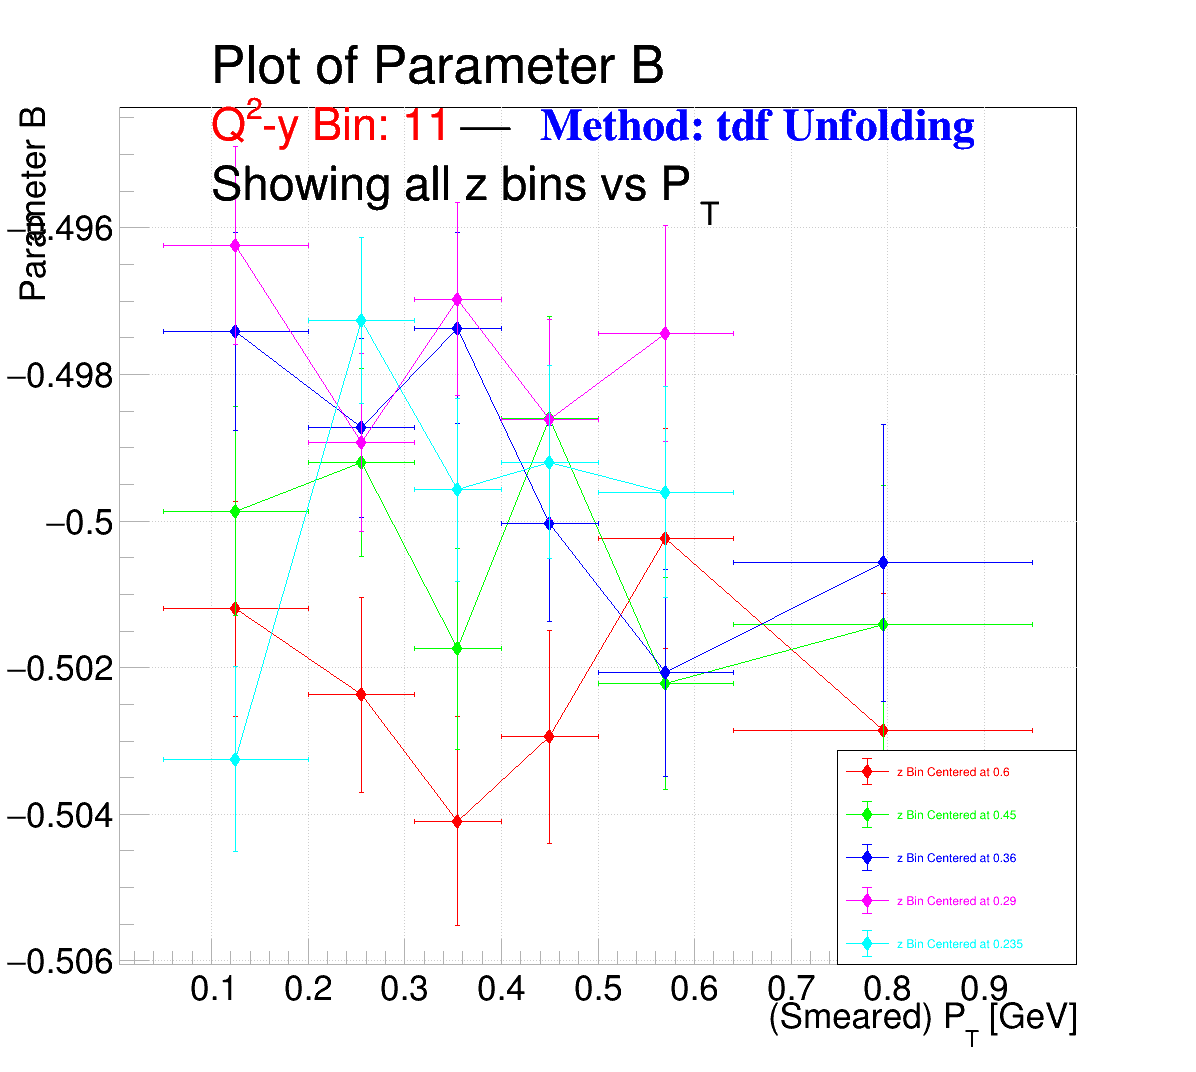 Plot of Parameter B
Q2-y Bin: 11 — Method: tdf Unfolding
Showing all z bins vs PT
Parameter B
−0.496
−0.498
−0.5
−0.502
−0.504
−0.506
z Bin Centered at 0.6
z Bin Centered at 0.45
z Bin Centered at 0.36
z Bin Centered at 0.29
z Bin Centered at 0.235
0.1 0.2 0.3 0.4 0.5 0.6 0.7 0.8 0.9
(Smeared) PT [GeV]